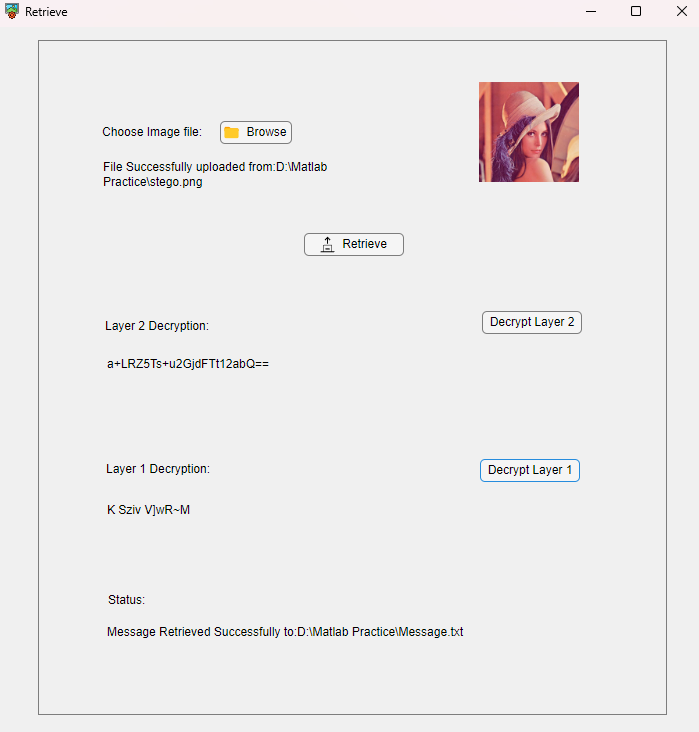 Retrieve
Choose Image file:
Browse
File Successfully uploaded from:D:\Matlab
Practice\stego.png
Retrieve
Layer 2 Decryption:
Decrypt Layer 2
a+LRZ5Ts+u2GjdFTt12abQ==
Layer 1 Decryption:
Decrypt Layer 1
K Sziv V]wR~M
Status:
Message Retrieved Successfully to:D:\Matlab Practice\Message.txt